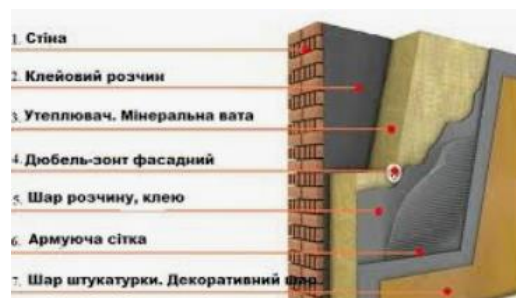 1. Стіна
2. Клейовий розчин
3. Утеплювач. Мінеральна вата
4. Дюбель-зонт фасадний
5. Шар розчину, клею
6. Армуюча сітка
7. Шар штукатурки. Декоративний шар